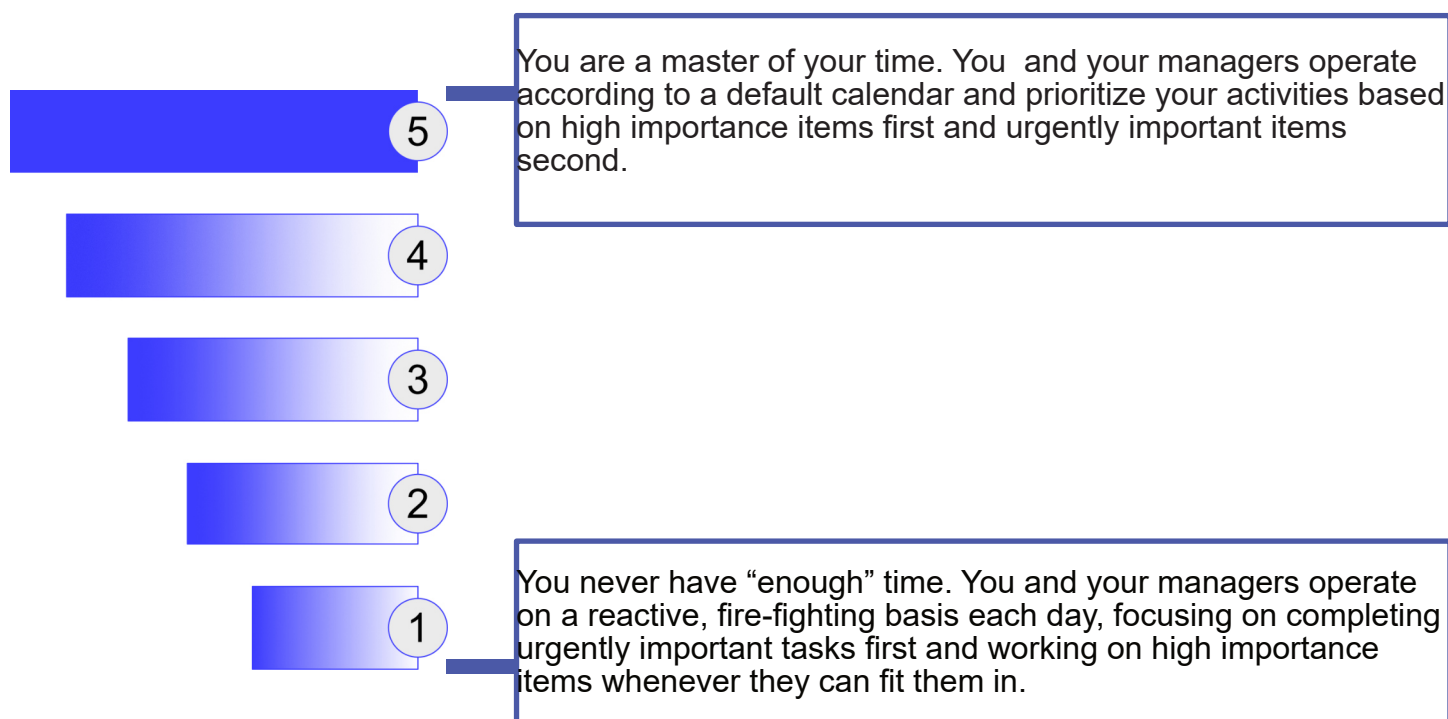 You are a master of your time. You  and your managers operate
according to a default calendar and prioritize your activities based
on high importance items first and urgently important items
second.
5
4
3
2
1
You never have “enough” time. You and your managers operate
on a reactive, fire-fighting basis each day, focusing on completing
urgently important tasks first and working on high importance
items whenever they can fit them in.